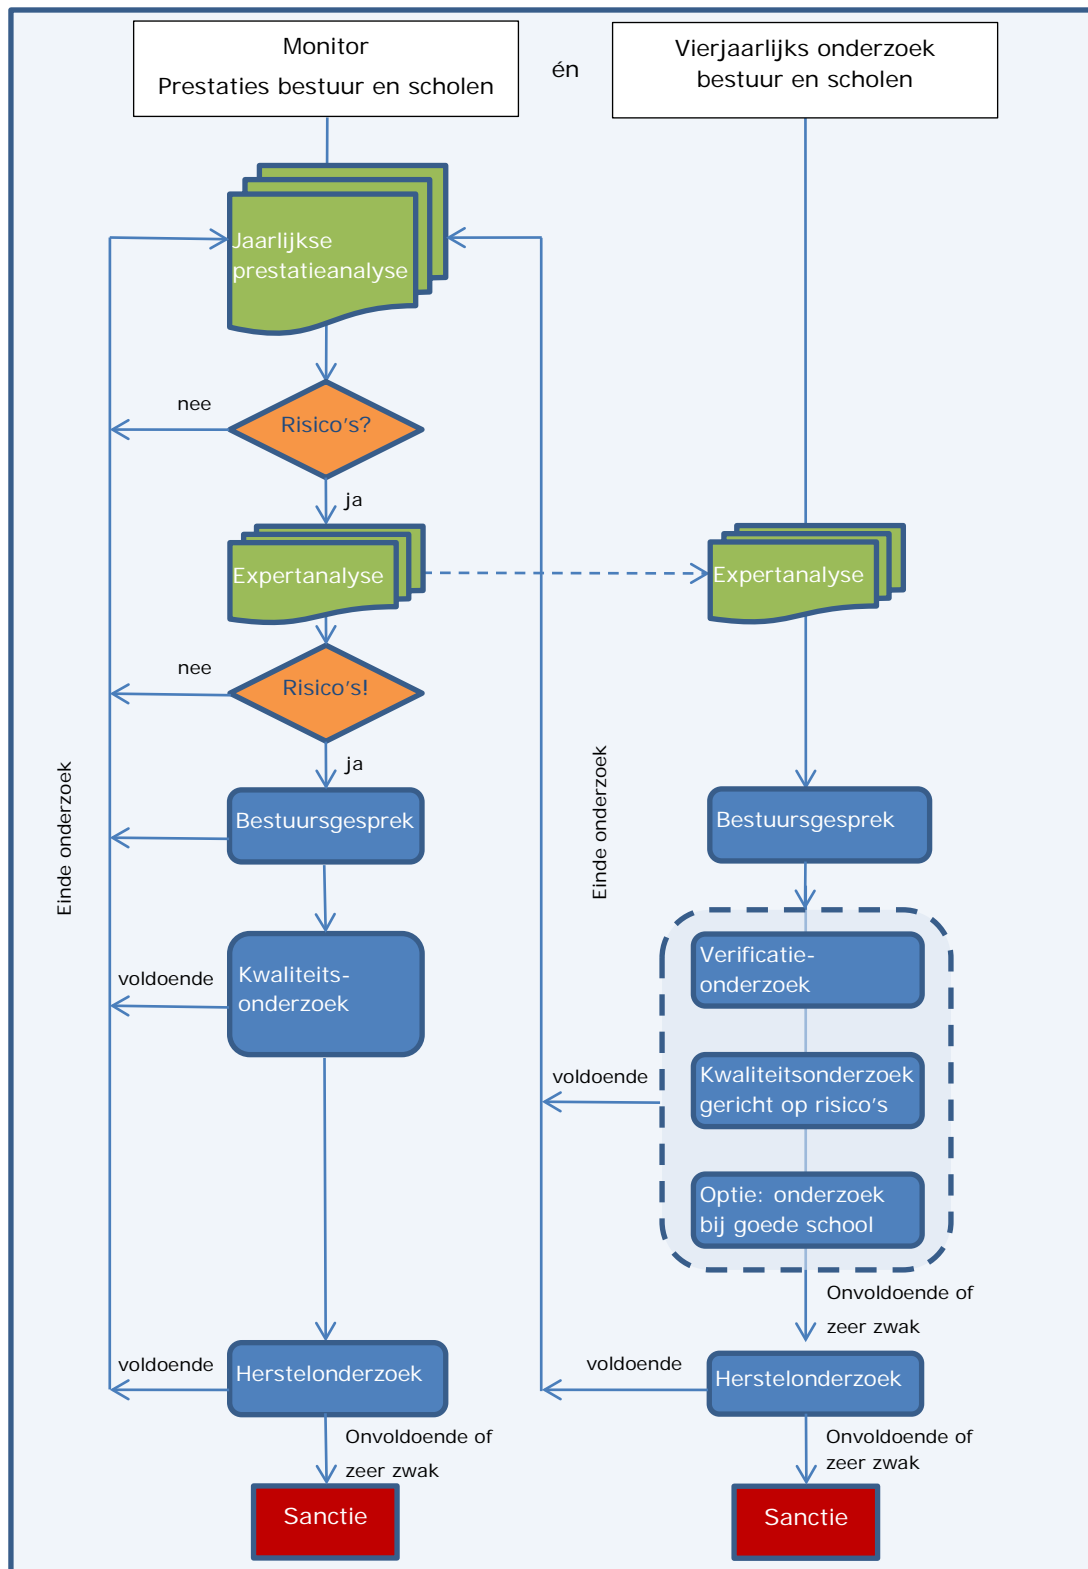 Monitor
Prestaties bestuur en scholen
én
Vierjaarlijks onderzoek
bestuur en scholen
Jaarlijkse
prestatieanalyse
nee
Risico's?
ja
Expertanalyse
Expertanalyse
nee
Risico's!
ja
Einde onderzoek
Bestuursgesprek
Einde onderzoek
Bestuursgesprek
voldoende
Kwaliteits-
onderzoek
Verificatie-
onderzoek
voldoende
Kwaliteitsonderzoek
gericht op risico's
Optie: onderzoek
bij goede school
Onvoldoende of
zeer zwak
voldoende
Herstelonderzoek
voldoende
Herstelonderzoek
Onvoldoende of
zeer zwak
Onvoldoende of
zeer zwak
Sanctie
Sanctie